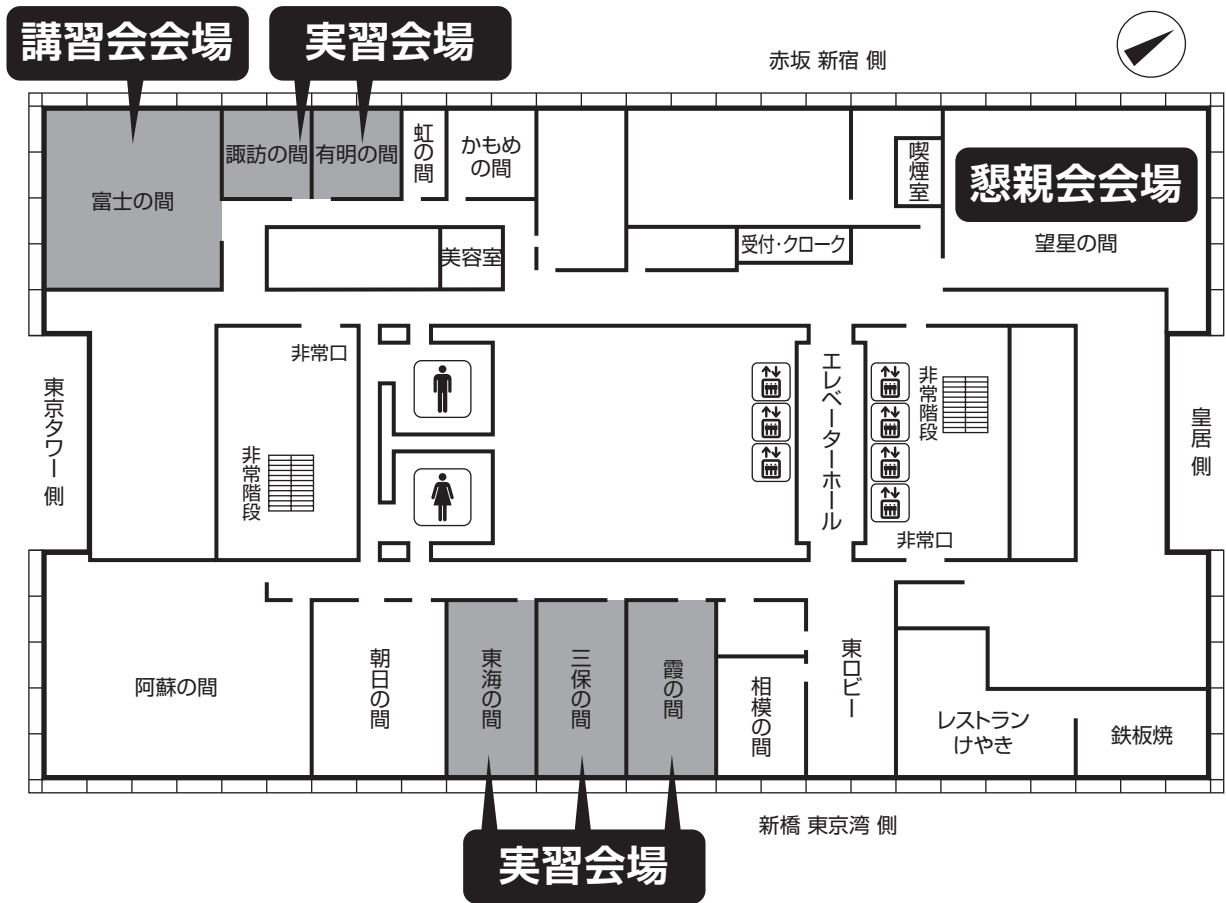 講習会会場
実習会場
赤坂 新宿 側
富士の間
諏訪の間
有明の間
虹の間
かもめ
の間
喫煙室
懇親会会場
望星の間
美容室
受付・クローク
非常口
非常階段
東京タワー 側
エレベーターホール
非常階段
非常口
皇居 側
阿蘇の間
朝日の間
東海の間
三保の間
霞の間
相模の間
東ロビー
レストラン
けやき
鉄板焼
実習会場
新橋 東京湾 側